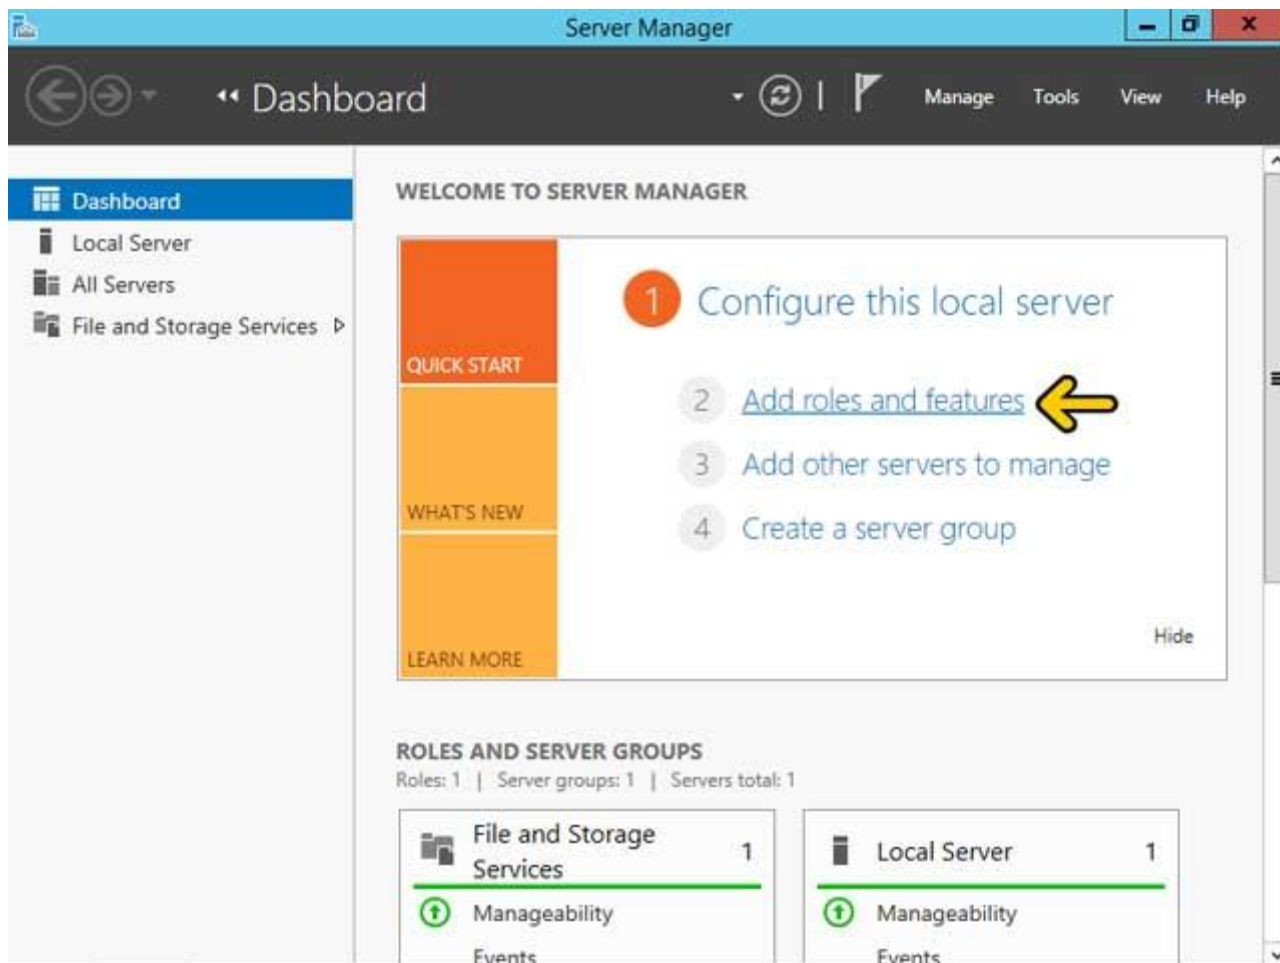 Server Manager
Dashboard
Manage Tools View Help
Dashboard
Local Server
All Servers
File and Storage Services
WELCOME TO SERVER MANAGER
QUICK START
WHAT'S NEW
LEARN MORE
1 Configure this local server
2 Add roles and features
3 Add other servers to manage
4 Create a server group
Hide
ROLES AND SERVER GROUPS
Roles: 1 | Server groups: 1 | Servers total: 1
File and Storage
Services 1
Manageability
Events
Local Server 1
Manageability
Events